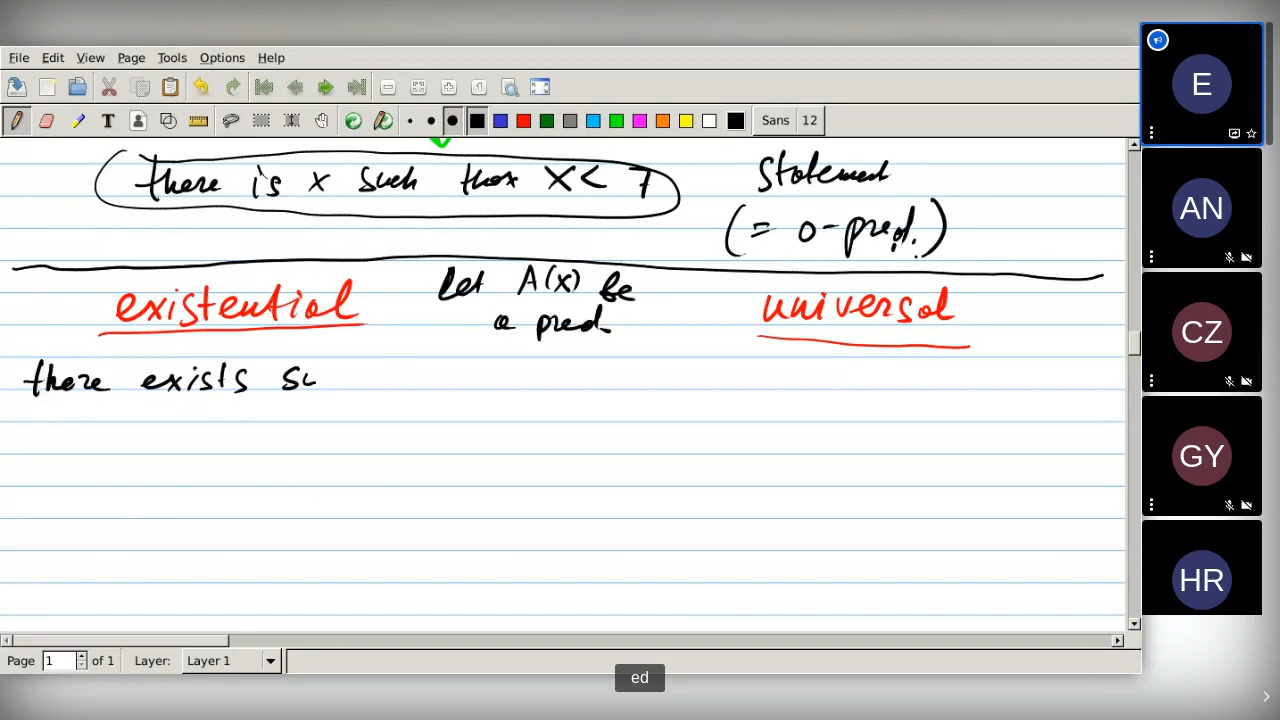 File Edit View Page Tools Options Help
Sans 12
there is x such that x < 7
Statement
(= 0-pred.)
existential
Let A(x) be
a pred.
universal
there exists
Page 1 of 1 Layer: Layer 1
ed
E
AN
CZ
GY
HR